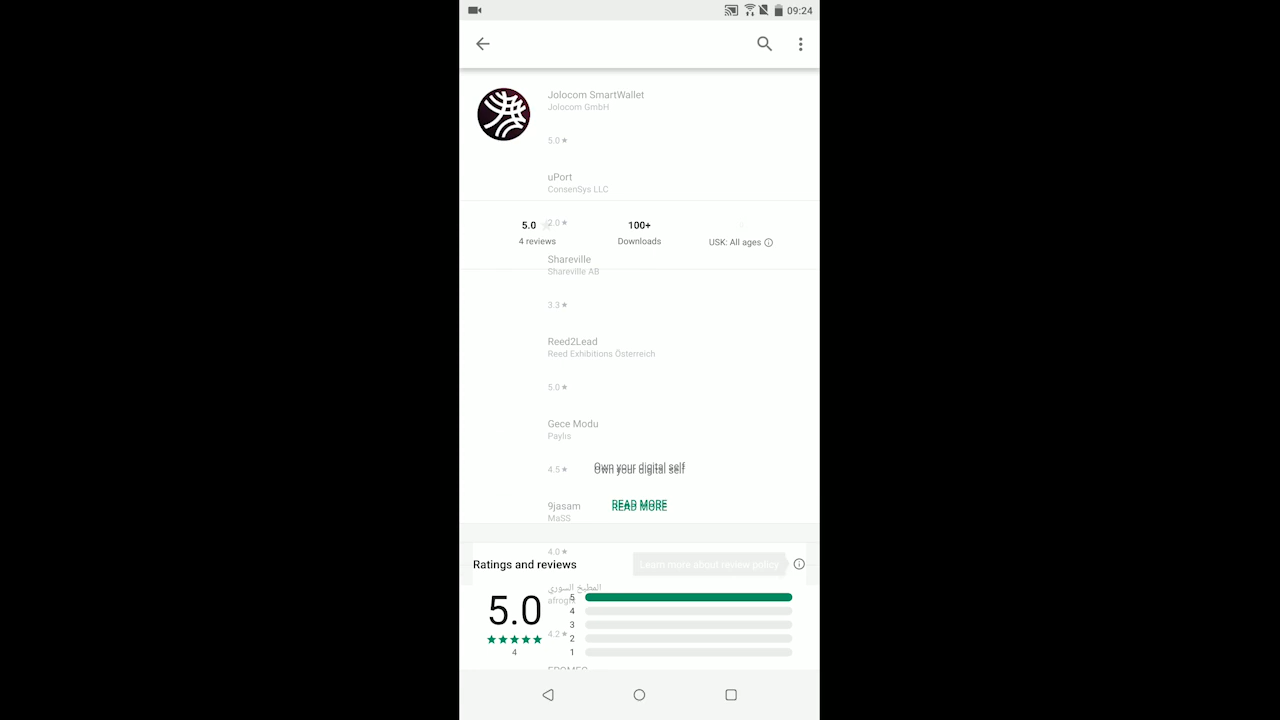 09:24
Jolocom SmartWallet
Jolocom GmbH
5.0 ★
uPort
ConsenSys LLC
2.0 ★
5.0
100+
4 reviews
Downloads
USK: All ages
Shareville
Shareville AB
3.3 ★
Reed2Lead
Reed Exhibitions Österreich
5.0 ★
Gece Modu
Paylis
4.5 ★
Own your digital self
READ MORE
9jasam
MaSS
4.0 ★
Ratings and reviews
Learn more about review policy
المطبخ السوري
5.0
5
4
3
2
1
4
4.2 ★